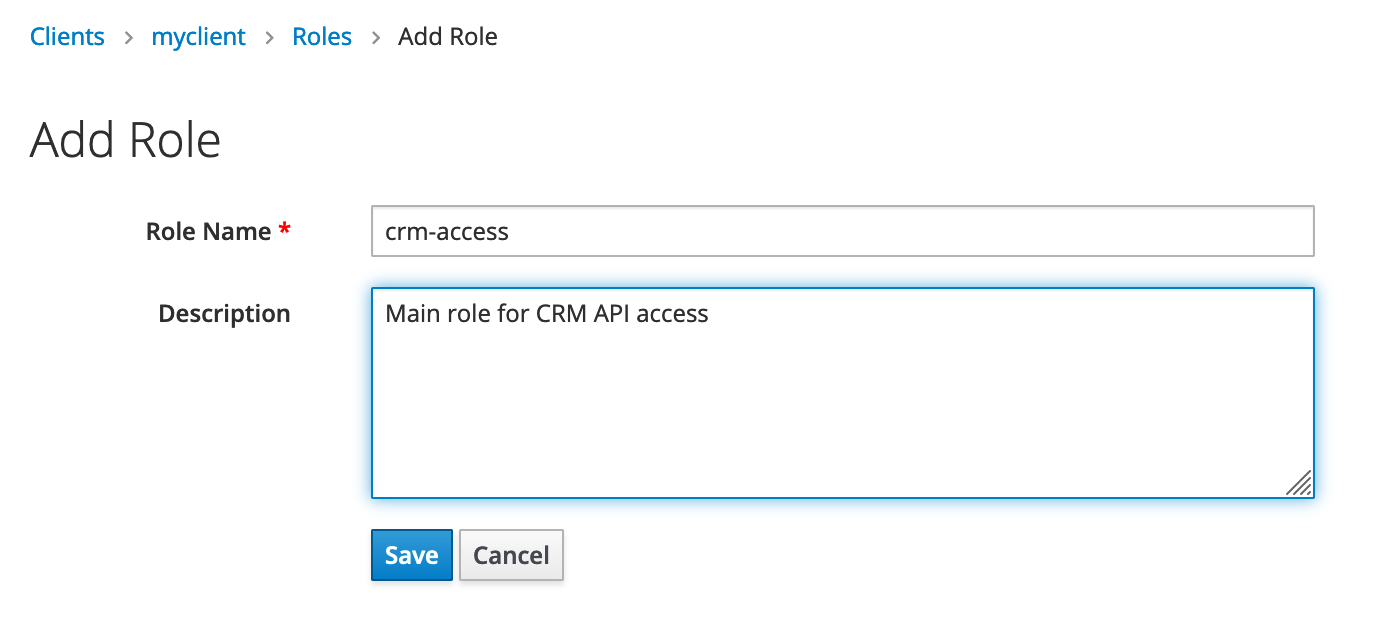 Clients > myclient > Roles > Add Role
Add Role
Role Name * crm-access
Description Main role for CRM API access
Save Cancel